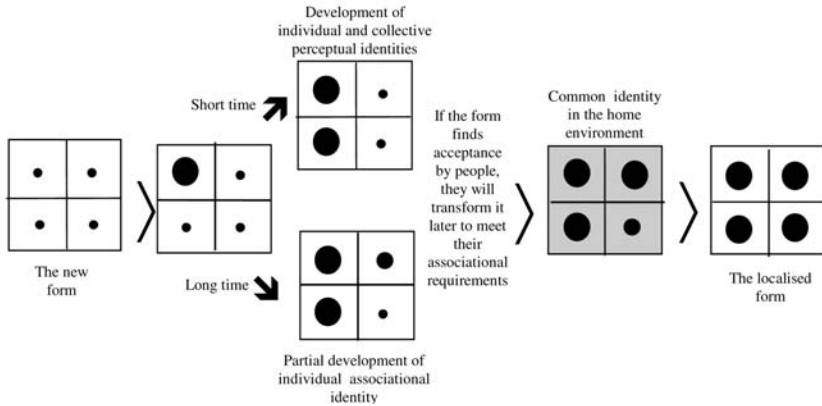 Development of
individual and collective
perceptual identities
Short time
The new
form
Long time
Partial development of
individual associational
identity
If the form
finds
acceptance
by people,
they will
transform it
later to meet
their
associational
requirements
Common identity
in the home
environment
The localised
form